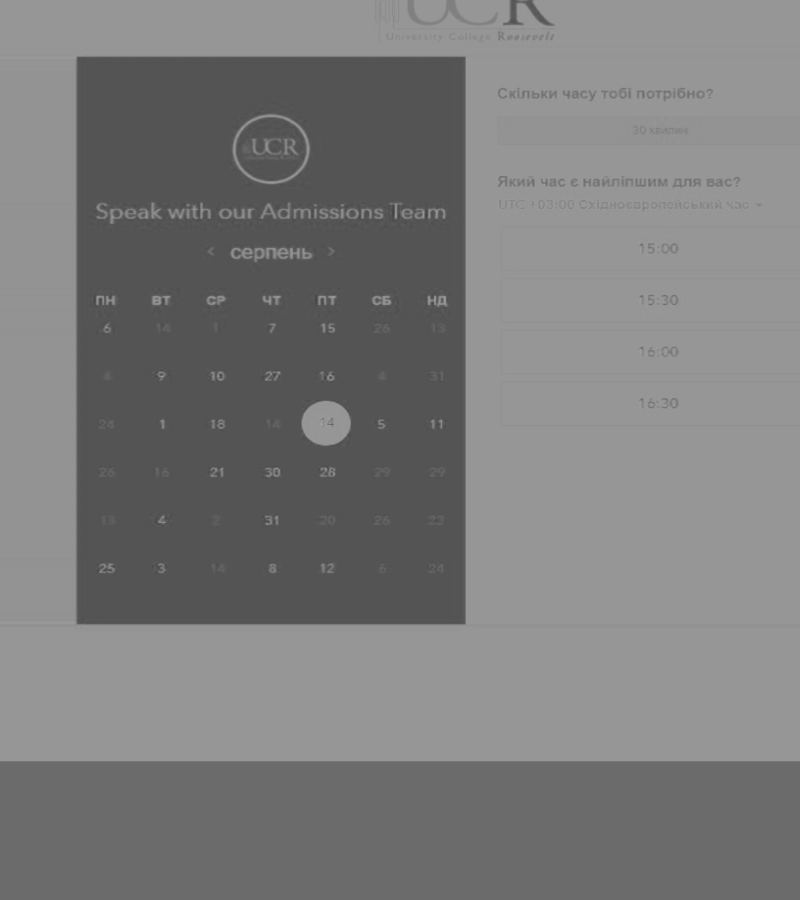 UCR
University College Roosevelt
UCR
Speak with our Admissions Team
< серпень >
ПН ВТ СР ЧТ ПТ СБ НД
6 14 1 7 15 26 13
9 10 27 16 4 31
24 1 18 14 14 5 11
26 16 21 30 28 29 29
13 4 2 31 20 26 22
25 3 14 8 12 6 24
Скільки часу тобі потрібно?
30 хвилин
Який час є найліпшим для вас?
UTC +03:00 Східноєвропейський час
15:00
15:30
16:00
16:30